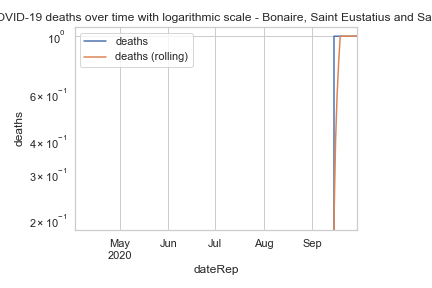 OVID-19 deaths over time with logarithmic scale - Bonaire, Saint Eustatius and Sa
10⁰
deaths
deaths (rolling)
6 × 10⁻¹
4 × 10⁻¹
3 × 10⁻¹
2 × 10⁻¹
deaths
May
2020
Jun
Jul
Aug
Sep
dateRep